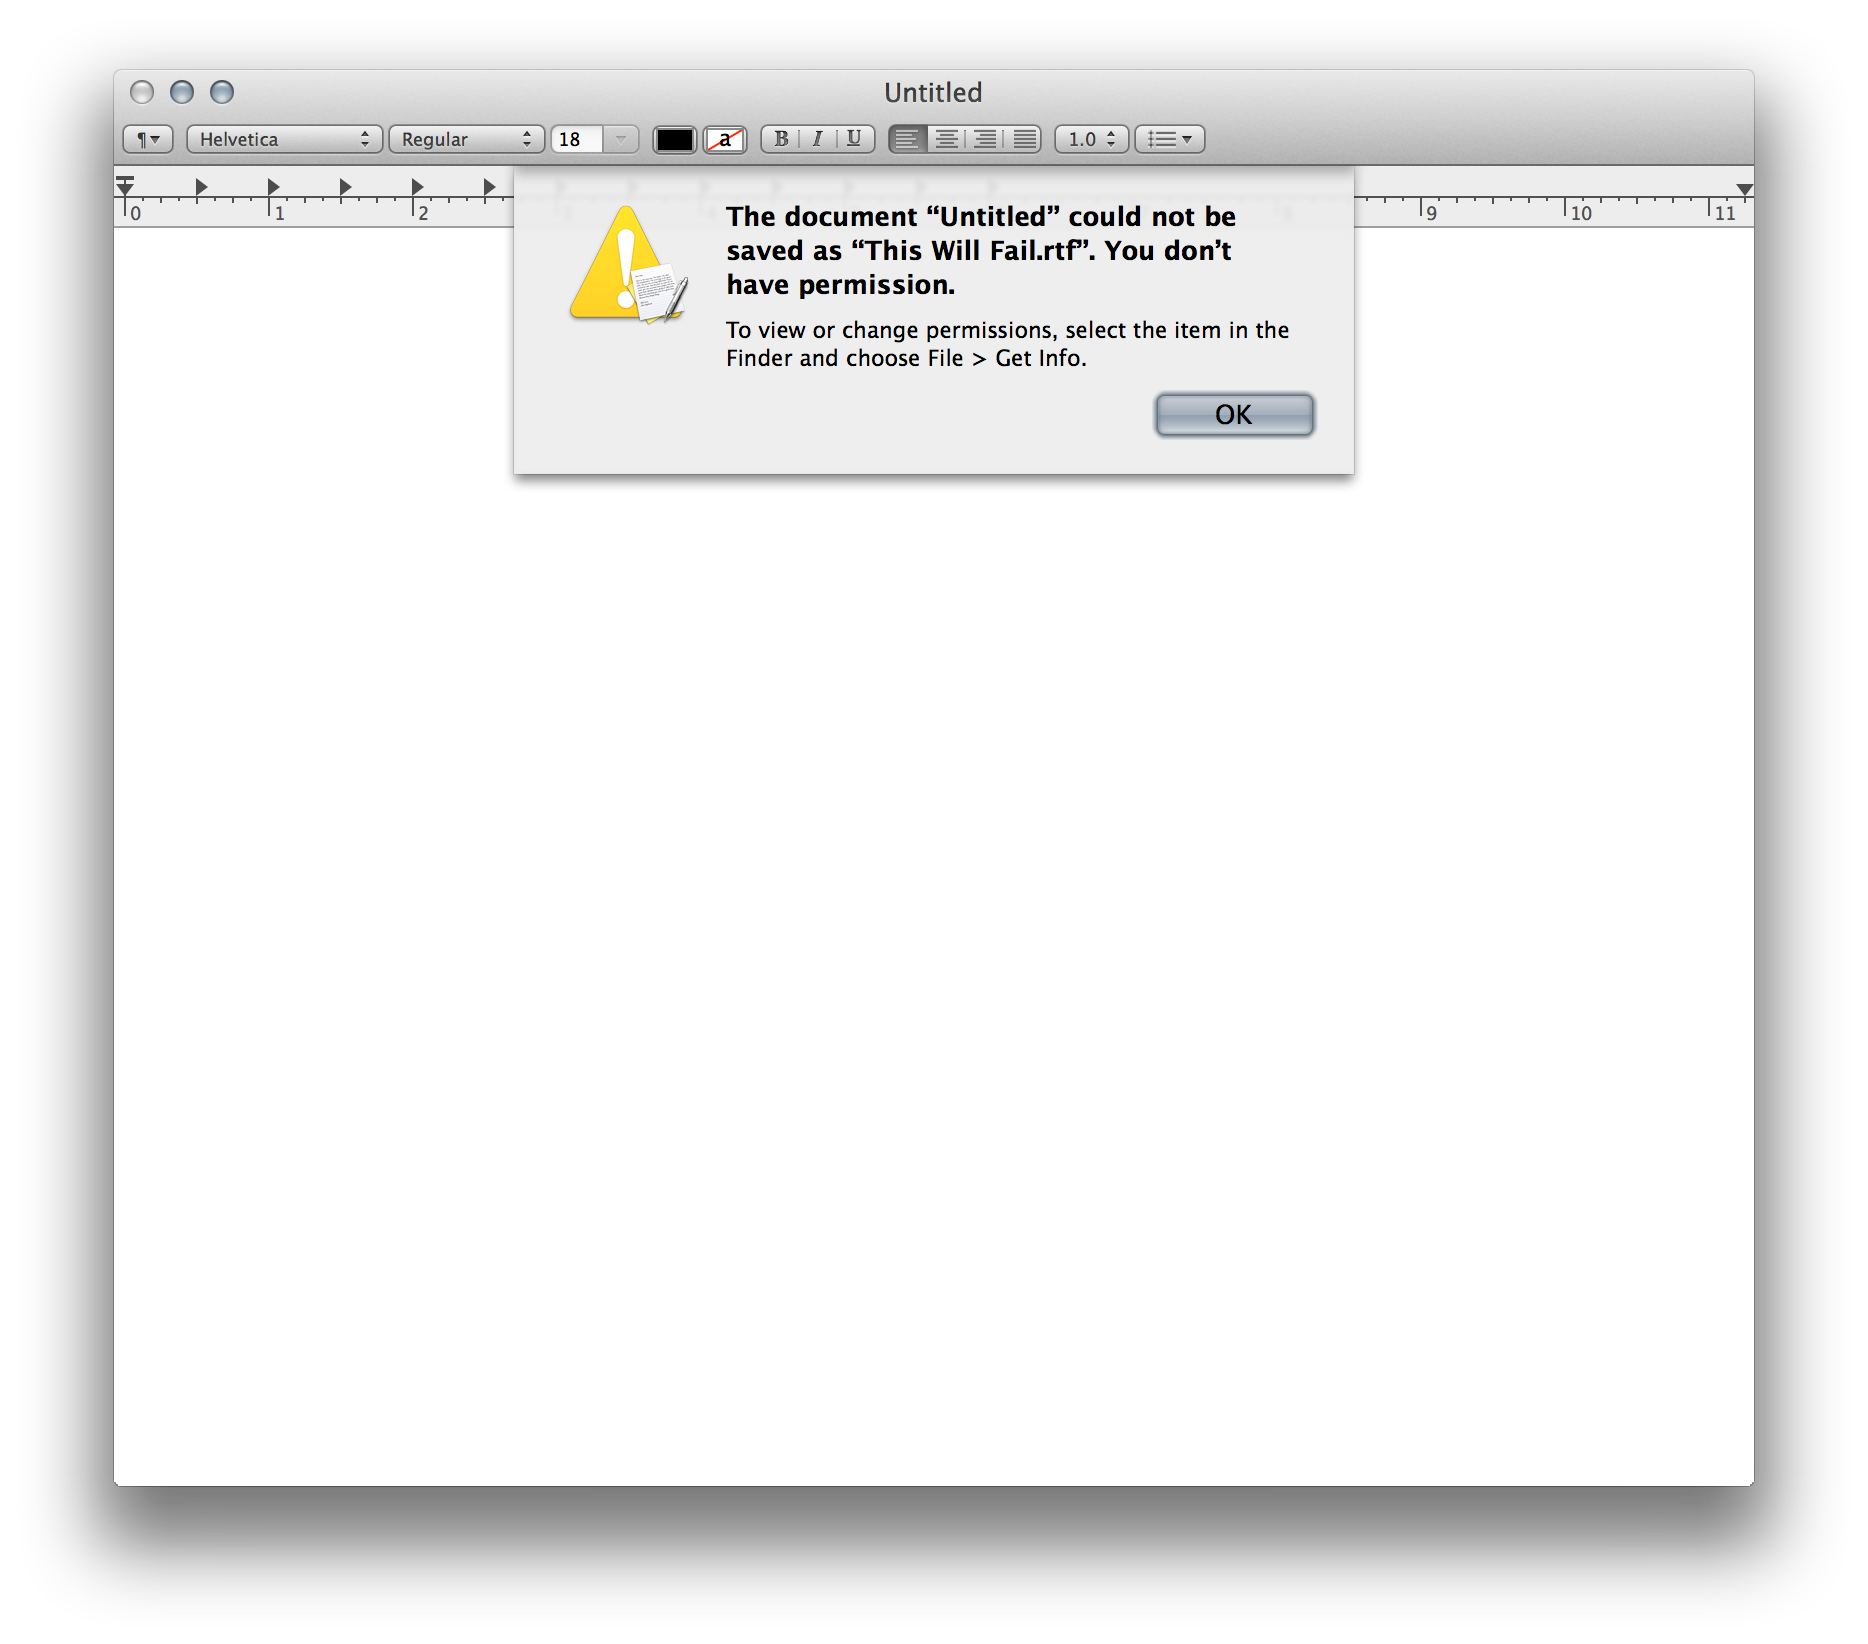 Untitled
¶ Helvetica Regular 18 a B I U 1.0
0 1 2 9 10 11
The document “Untitled” could not be
saved as “This Will Fail.rtf”. You don’t
have permission.
To view or change permissions, select the item in the
Finder and choose File > Get Info.
OK